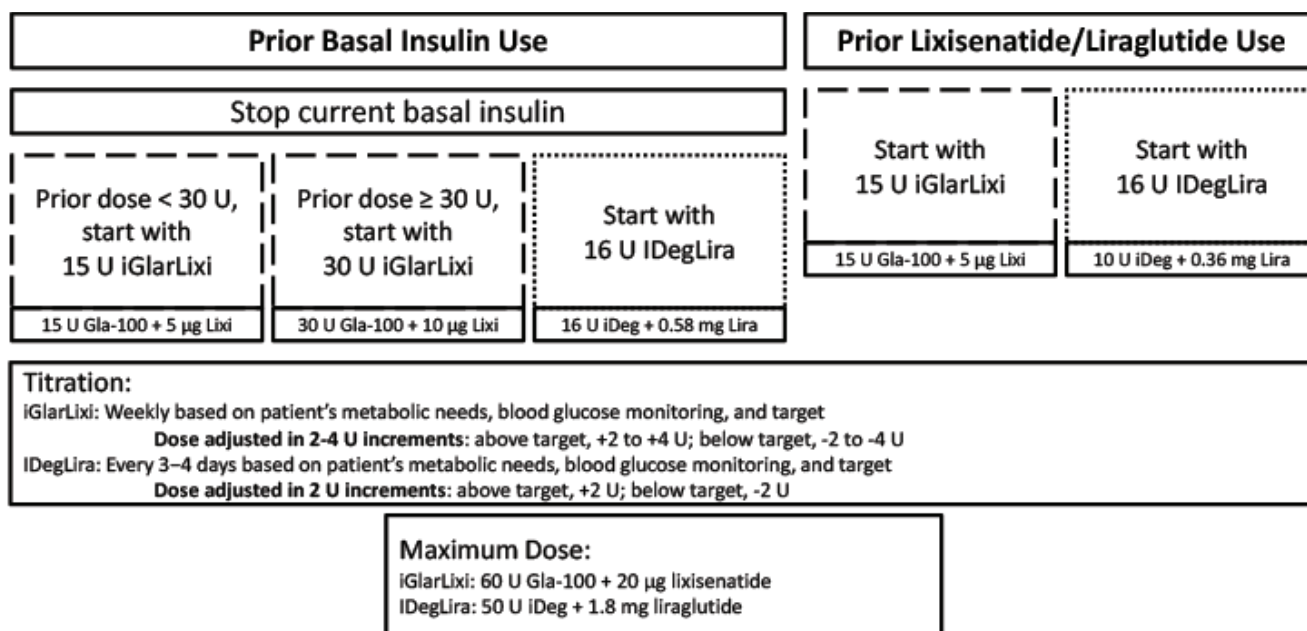 Prior Basal Insulin Use
Stop current basal insulin
Prior dose < 30 U,
start with
15 U iGlarLixi
15 U Gla-100 + 5 µg Lixi
Prior dose ≥ 30 U,
start with
30 U iGlarLixi
30 U Gla-100 + 10 µg Lixi
Start with
16 U IDegLira
16 U iDeg + 0.58 mg Lira
Prior Lixisenatide/Liraglutide Use
Start with
15 U iGlarLixi
15 U Gla-100 + 5 µg Lixi
Start with
16 U IDegLira
10 U iDeg + 0.36 mg Lira
Titration:
iGlarLixi: Weekly based on patient's metabolic needs, blood glucose monitoring, and target
Dose adjusted in 2-4 U increments: above target, +2 to +4 U; below target, -2 to -4 U
IDegLira: Every 3–4 days based on patient's metabolic needs, blood glucose monitoring, and target
Dose adjusted in 2 U increments: above target, +2 U; below target, -2 U
Maximum Dose:
iGlarLixi: 60 U Gla-100 + 20 µg lixisenatide
IDegLira: 50 U iDeg + 1.8 mg liraglutide